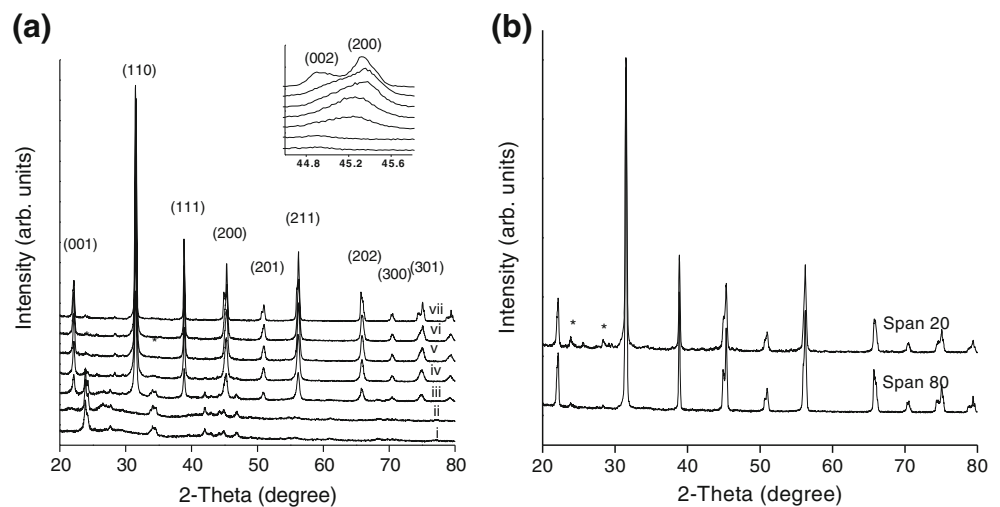 (a)
(002)
(200)
44.8 45.2 45.6
(110)
(111)
(001)
(200)
(201)
(211)
(202)
(300)
(301)
vii
vi
*
v
iv
iii
ii
i
Intensity (arb. units)
20 30 40 50 60 70 80
2-Theta (degree)
(b)
* *
Span 20
Span 80
Intensity (arb. units)
20 30 40 50 60 70 80
2-Theta (degree)